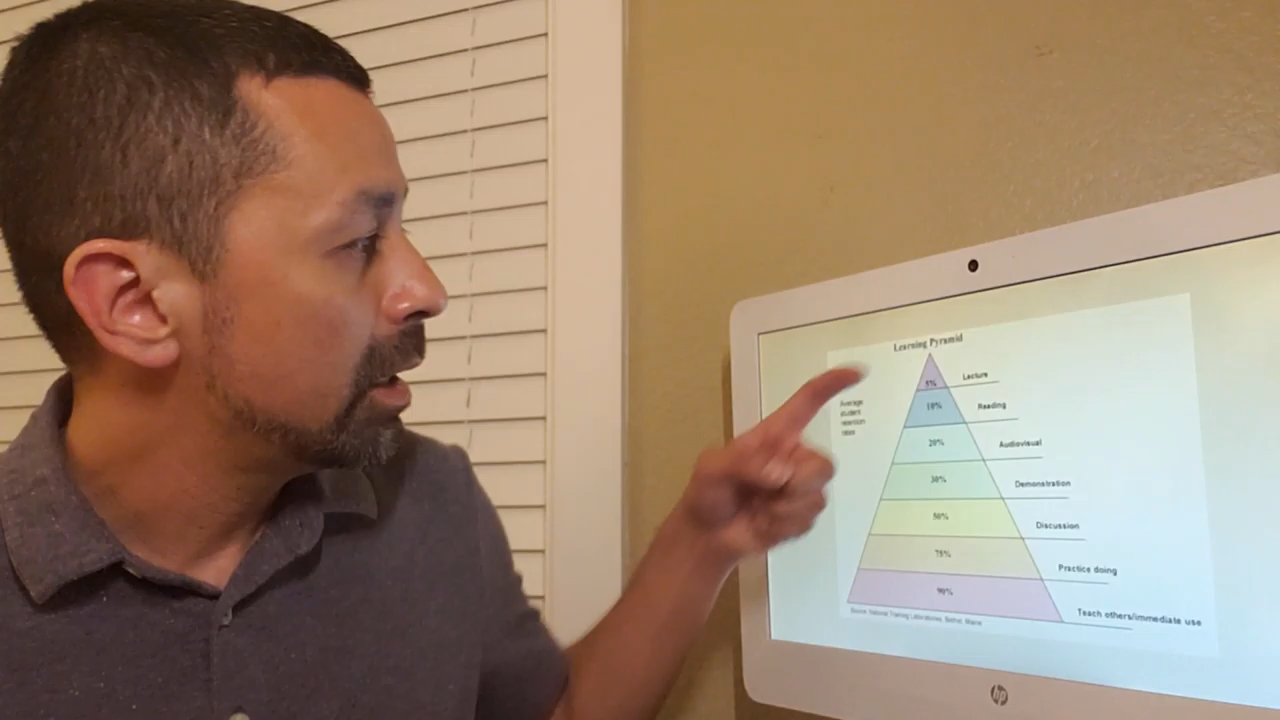 Learning Pyramid
Average
student
retention
rates
5% Lecture
10% Reading
20% Audiovisual
30% Demonstration
50% Discussion
75% Practice doing
90% Teach others/immediate use
Source: National Training Laboratories, Bethel, Maine
hp